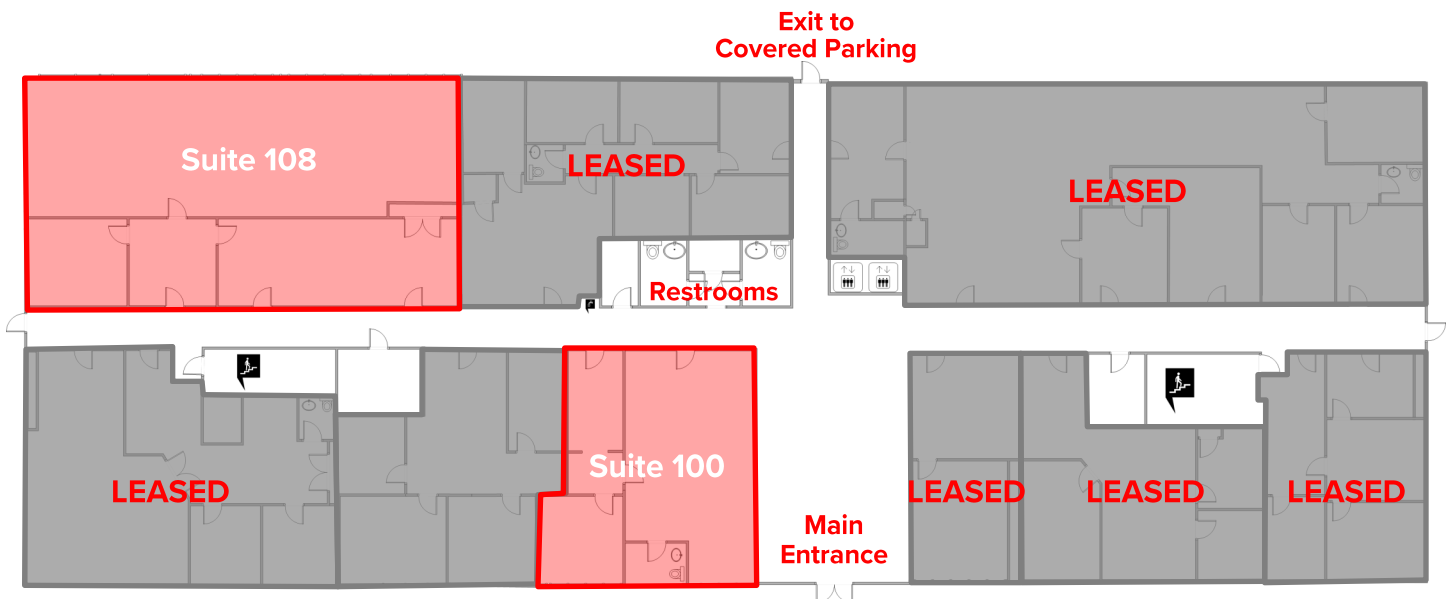 Exit to
Covered Parking
Suite 108
LEASED
LEASED
Restrooms
Suite 100
LEASED
LEASED
LEASED
LEASED
Main
Entrance